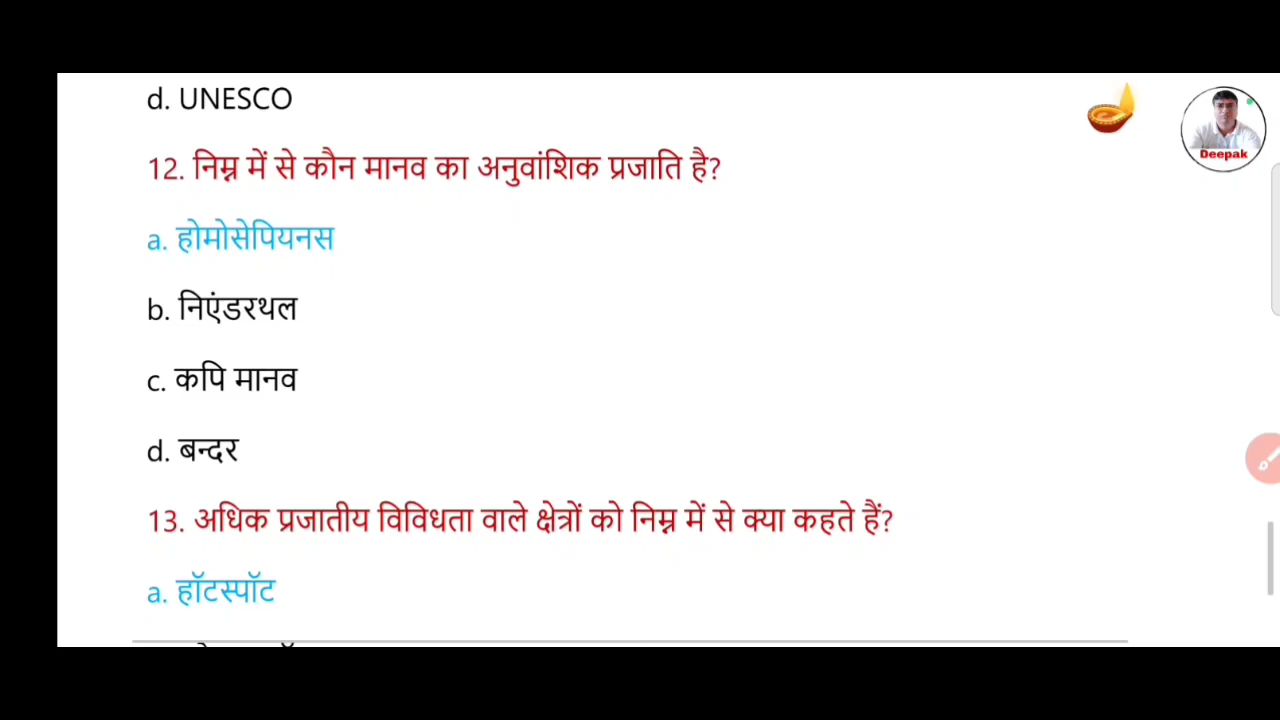 d. UNESCO
12. निम्न में से कौन मानव का अनुवांशिक प्रजाति है?
a. होमोसेपियनस
b. निएंडरथल
c. कपि मानव
d. बन्दर
13. अधिक प्रजातीय विविधता वाले क्षेत्रों को निम्न में से क्या कहते हैं?
a. हॉटस्पॉट
Deepak